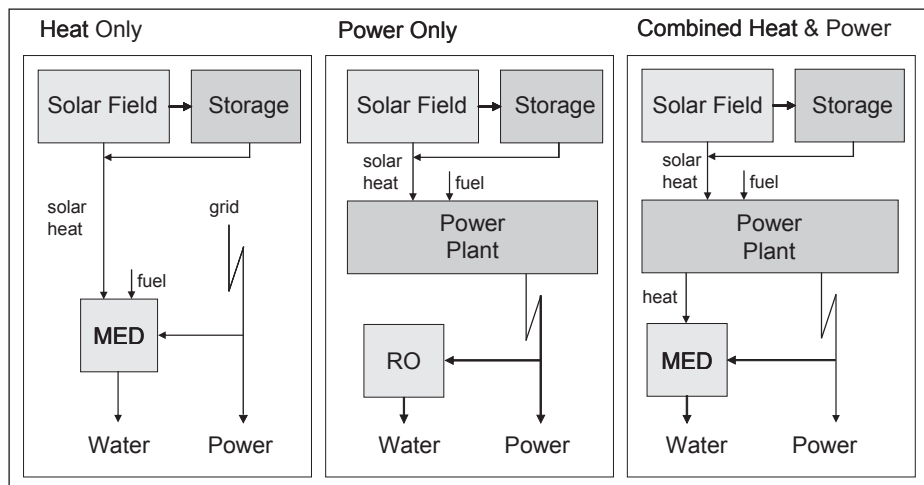 Heat Only
Solar Field
Storage
solar
heat
grid
fuel
MED
Water
Power
Power Only
Solar Field
Storage
solar
heat
fuel
Power
Plant
RO
Water
Power
Combined Heat & Power
Solar Field
Storage
solar
heat
fuel
Power
Plant
heat
MED
Water
Power